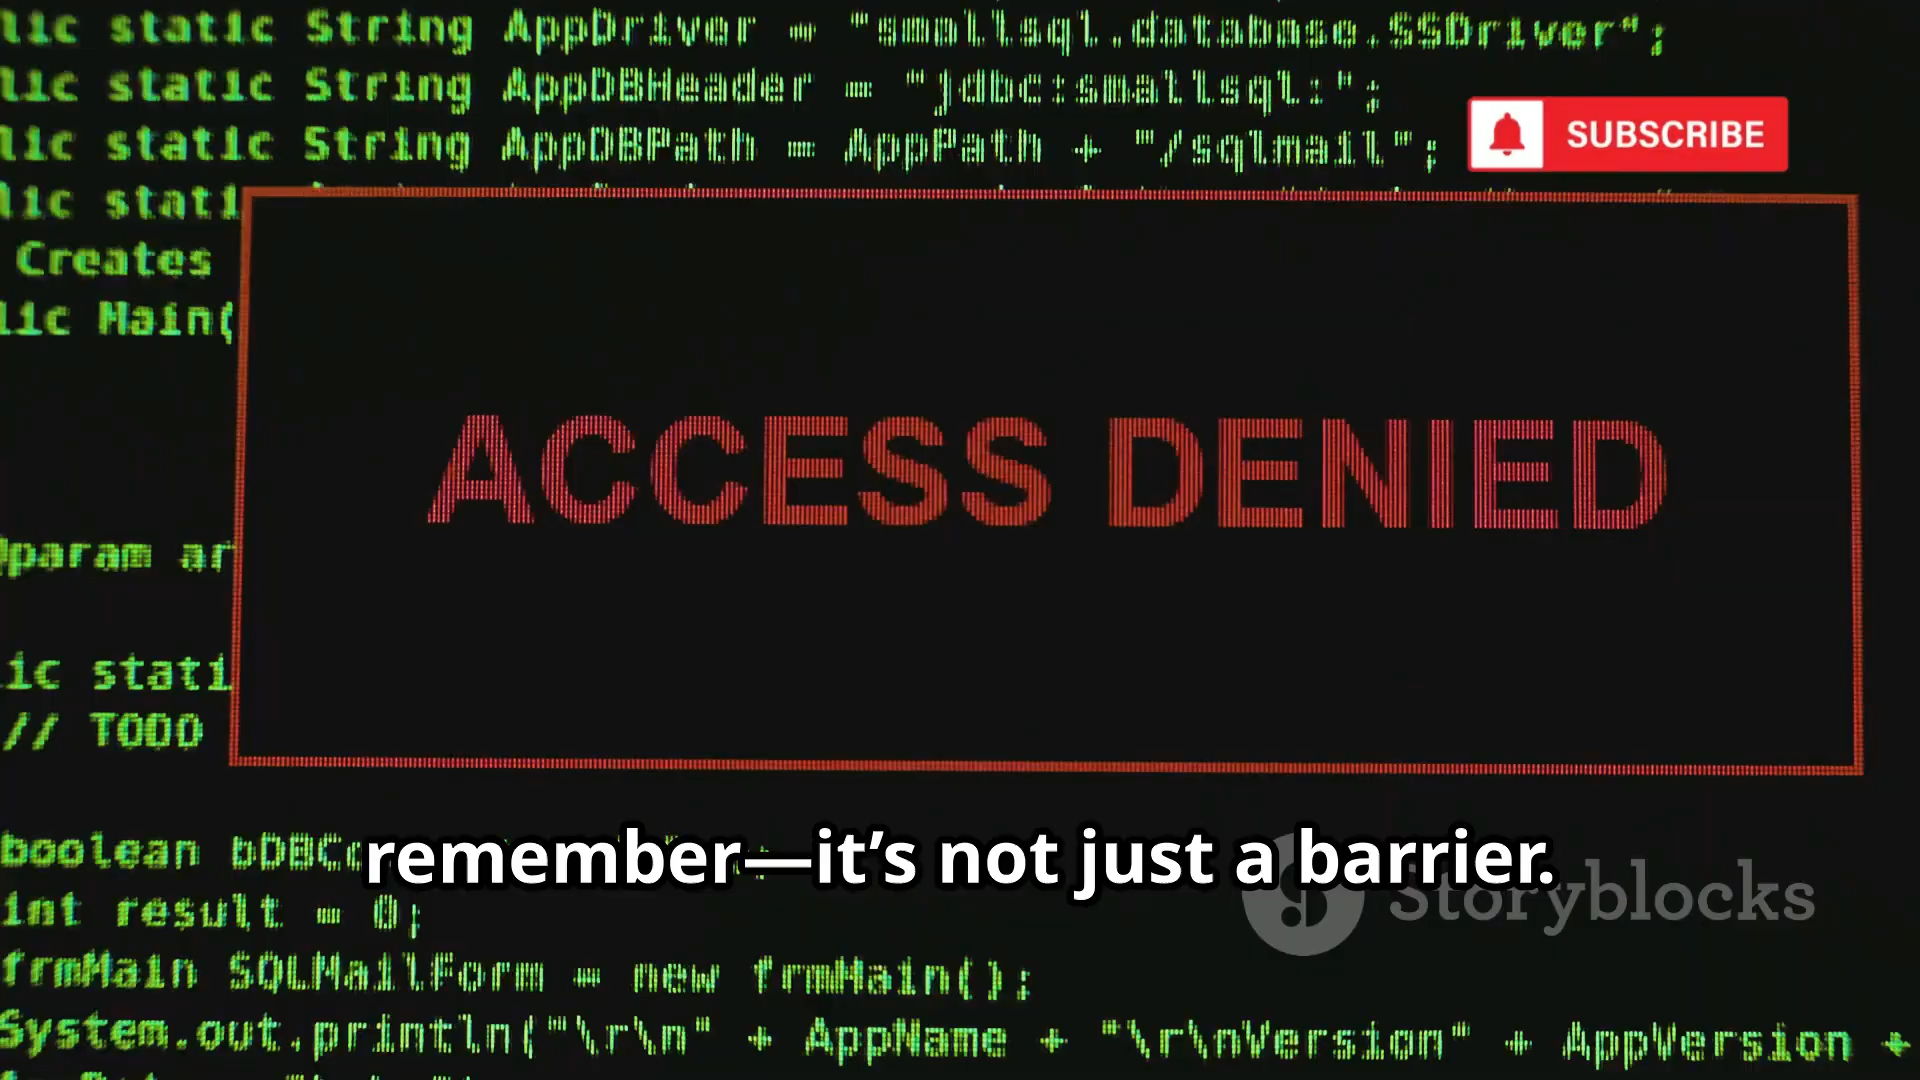 lic static String AppDriver = "smallsql.database.SSDriver";
lic static String AppDBHeader = "jdbc:smallsql:";
lic static String AppDBPath = AppPath + "/sqlmail";
SUBSCRIBE
lic stati
Creates
lic Main(
ACCESS DENIED
@param ar
ic stati
// TODO
boolean bDBCo
remember—it’s not just a barrier.
Storyblocks
int result = 0;
frmMain SQLMailForm = new frmMain();
System.out.println("\r\n" + AppName + "\r\nVersion" + AppVersion +